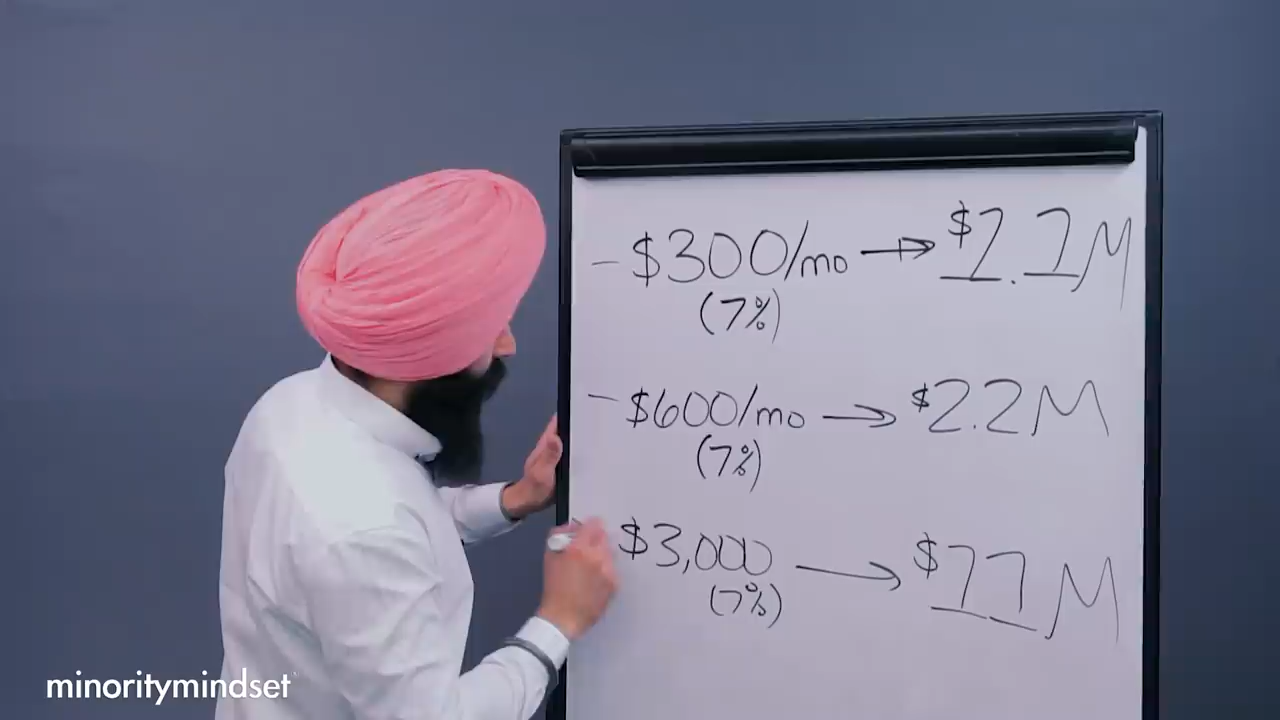 – $300/mo → $1.1M
(7%)
– $600/mo → $2.2M
(7%)
$3,000 → $11M
(7%)
minoritymindset